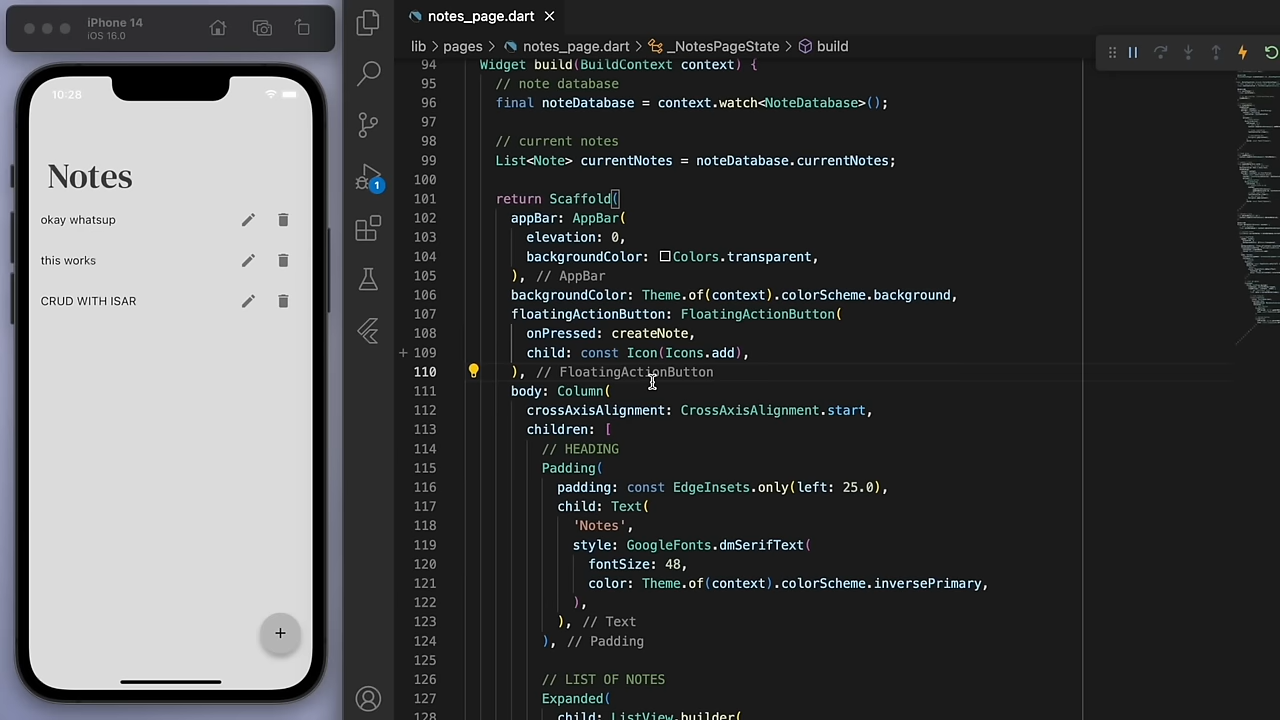 iPhone 14
iOS 16.0
10:28
Notes
okay whatsup
this works
CRUD WITH ISAR
+
notes_page.dart
lib > pages > notes_page.dart > _NotesPageState > build
1
94 Widget build(BuildContext context) {
95 // note database
96 final noteDatabase = context.watch<NoteDatabase>();
97
98 // current notes
99 List<Note> currentNotes = noteDatabase.currentNotes;
100
101 return Scaffold(
102 appBar: AppBar(
103 elevation: 0,
104 backgroundColor: Colors.transparent,
105 ), // AppBar
106 backgroundColor: Theme.of(context).colorScheme.background,
107 floatingActionButton: FloatingActionButton(
108 onPressed: createNote,
109 child: const Icon(Icons.add),
110 ), // FloatingActionButton
111 body: Column(
112 crossAxisAlignment: CrossAxisAlignment.start,
113 children: [
114 // HEADING
115 Padding(
116 padding: const EdgeInsets.only(left: 25.0),
117 child: Text(
118 'Notes',
119 style: GoogleFonts.dmSerifText(
120 fontSize: 48,
121 color: Theme.of(context).colorScheme.inversePrimary,
122 ),
123 ), // Text
124 ), // Padding
125
126 // LIST OF NOTES
127 Expanded(
128 child: ListView.builder(